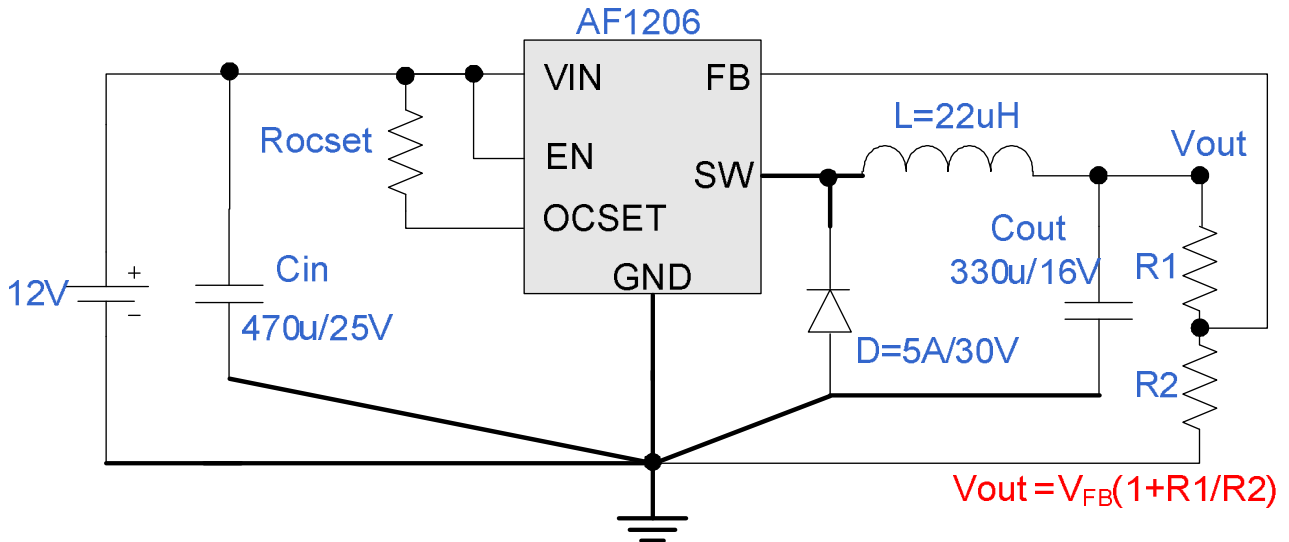 AF1206
VIN
FB
EN
SW
OCSET
GND
Rocset
L=22uH
Vout
Cout
330u/16V
R1
12V
+
−
Cin
470u/25V
D=5A/30V
R2
Vout=VFB(1+R1/R2)